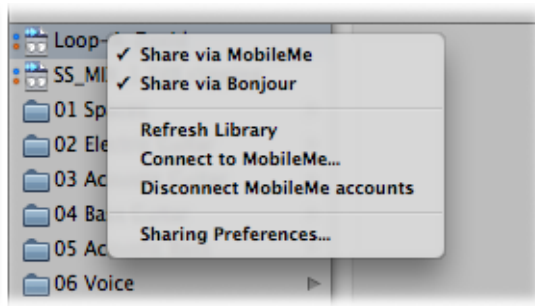 Loop-
SS_MI
✓ Share via MobileMe
✓ Share via Bonjour
Refresh Library
Connect to MobileMe...
Disconnect MobileMe accounts
Sharing Preferences...
01 Sp
02 Ele
03 Ac
04 Ba
05 Ac
06 Voice